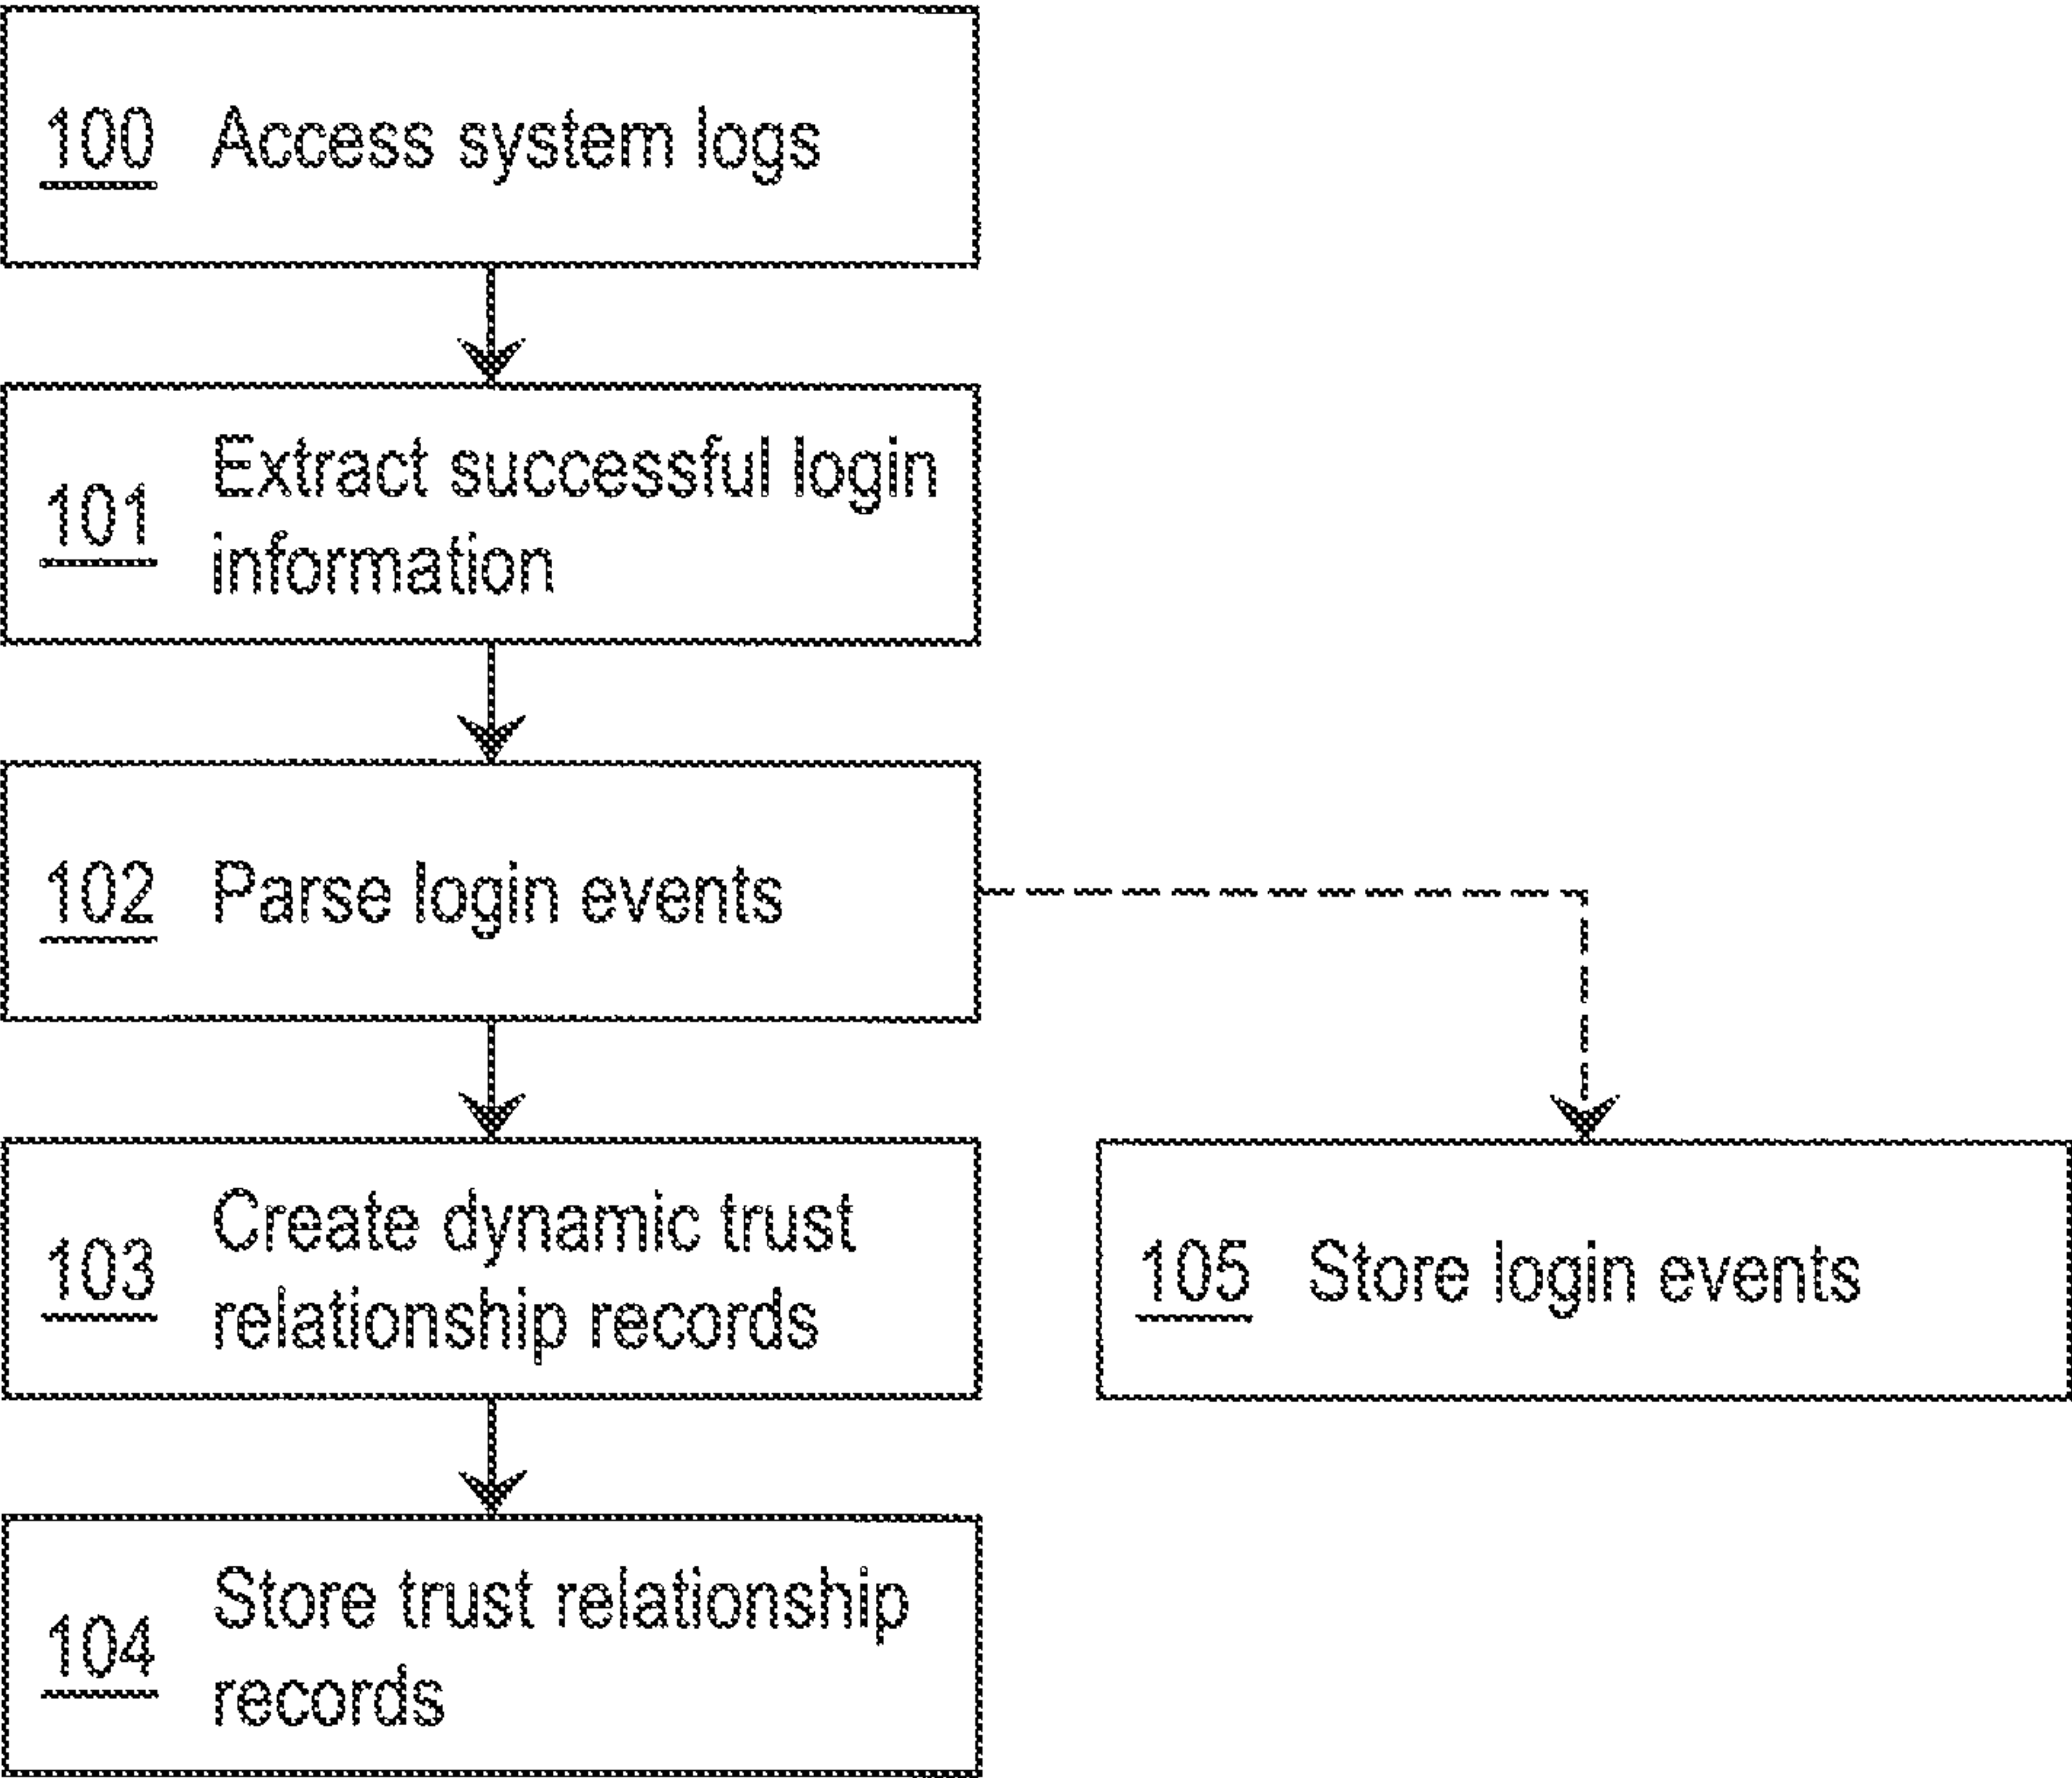 100 Access system logs
Extract successful login
101
information
102 Parse login events
Create dynamic trust
103
relationship records
105 Store login events
Store trust relationship
104
records